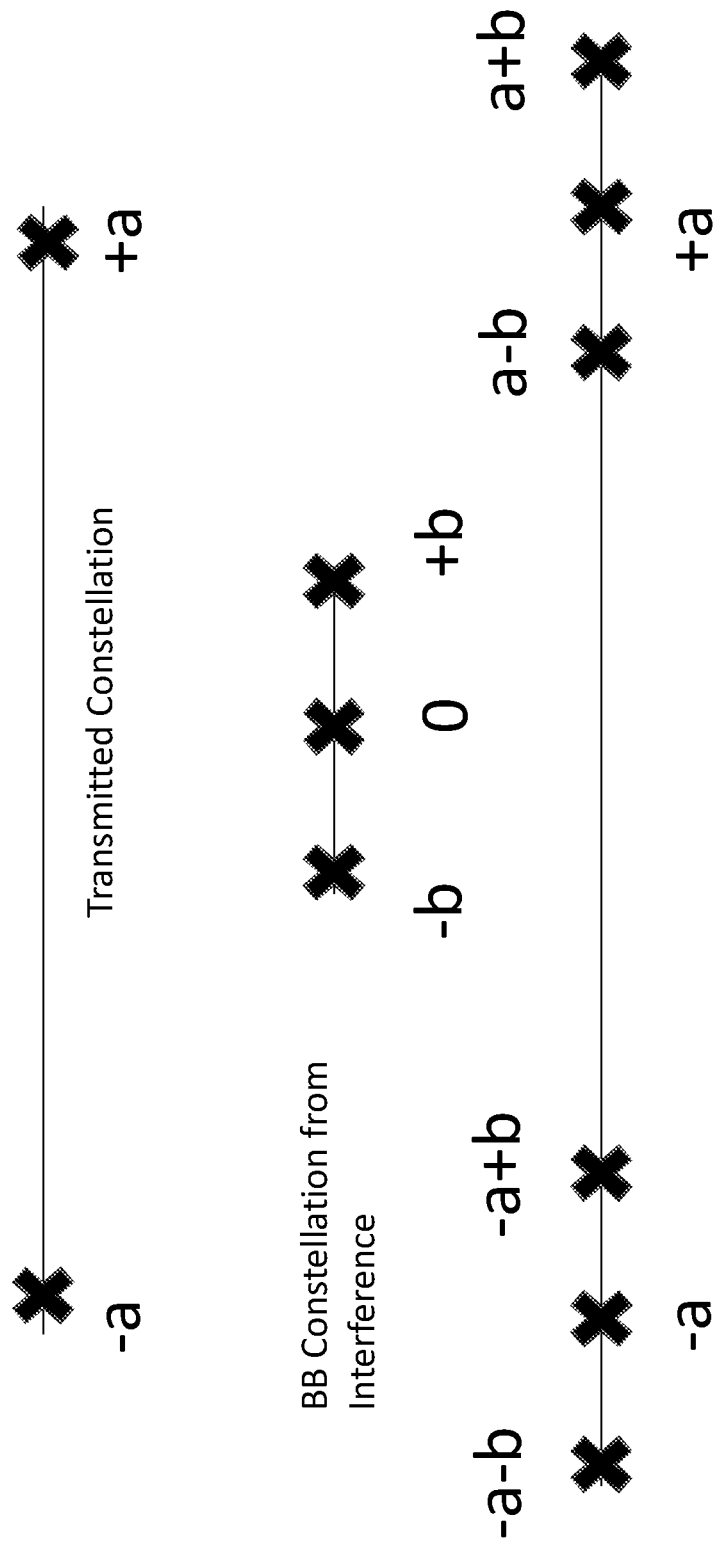 -a
+a
Transmitted Constellation
BB Constellation from
Interference
-b
0
+b
-a-b
-a+b
a-b
a+b
-a
+a